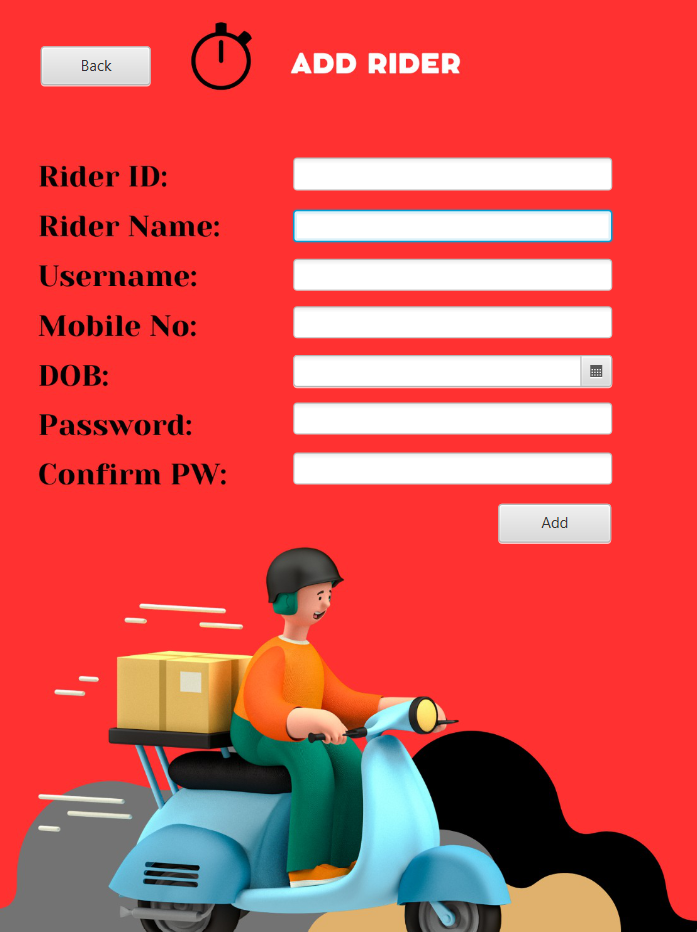 Back
ADD RIDER
Rider ID:
Rider Name:
Username:
Mobile No:
DOB:
Password:
Confirm PW:
Add